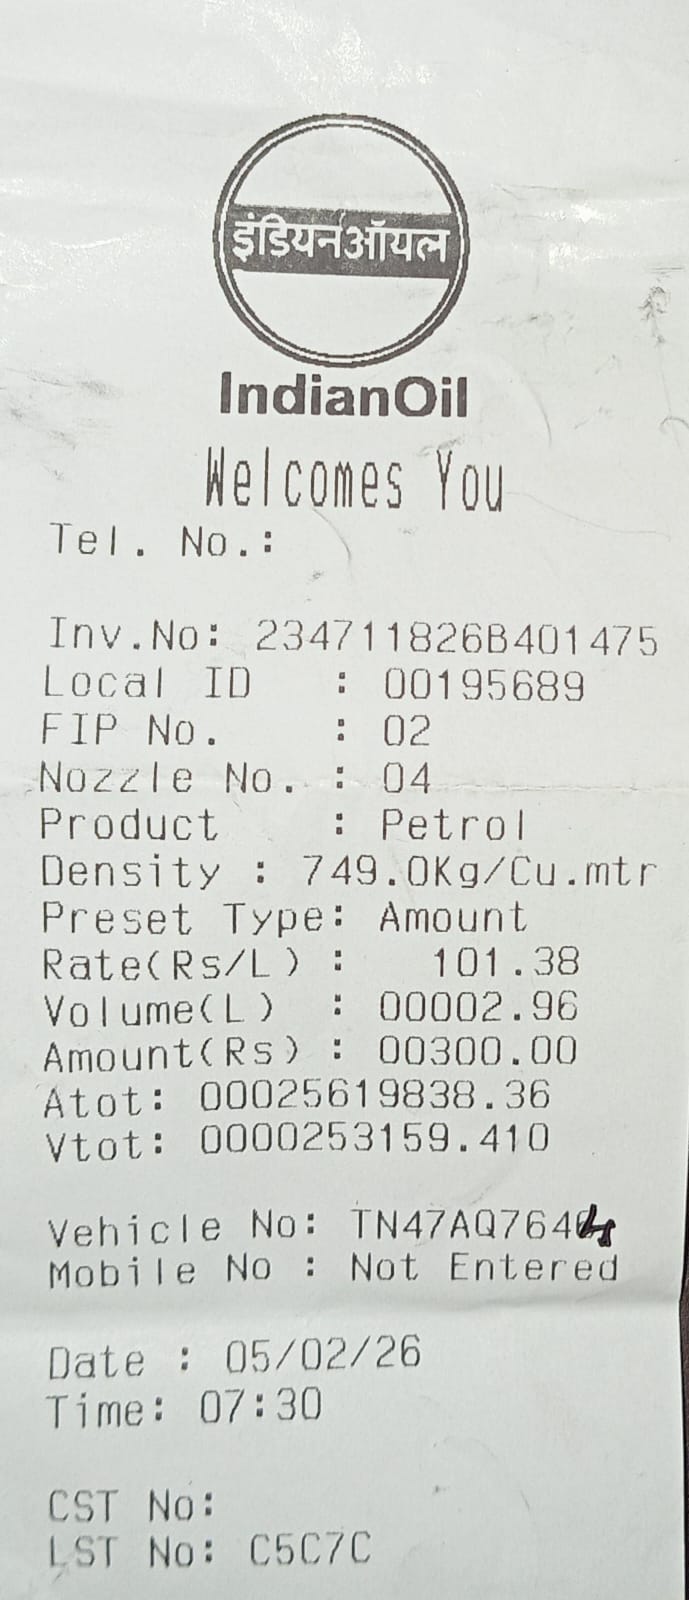 इंडियनऑयल
IndianOil
Welcomes You
Tel. No.:
Inv.No: 234711826B401475
Local ID : 00195689
FIP No. : 02
Nozzle No. : 04
Product : Petrol
Density : 749.0Kg/Cu.mtr
Preset Type: Amount
Rate(Rs/L) : 101.38
Volume(L) : 00002.96
Amount(Rs) : 00300.00
Atot: 00025619838.36
Vtot: 0000253159.410
Vehicle No: TN47AQ7644
Mobile No : Not Entered
Date : 05/02/26
Time: 07:30
CST No:
LST No: C5C7C